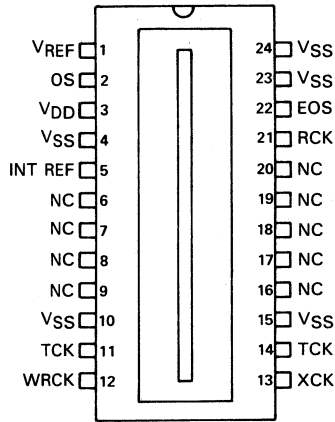 VREF 1 24 VSS
OS 2 23 VSS
VDD 3 22 EOS
VSS 4 21 RCK
INT REF 5 20 NC
NC 6 19 NC
NC 7 18 NC
NC 8 17 NC
NC 9 16 NC
VSS 10 15 VSS
TCK 11 14 TCK
WRCK 12 13 XCK